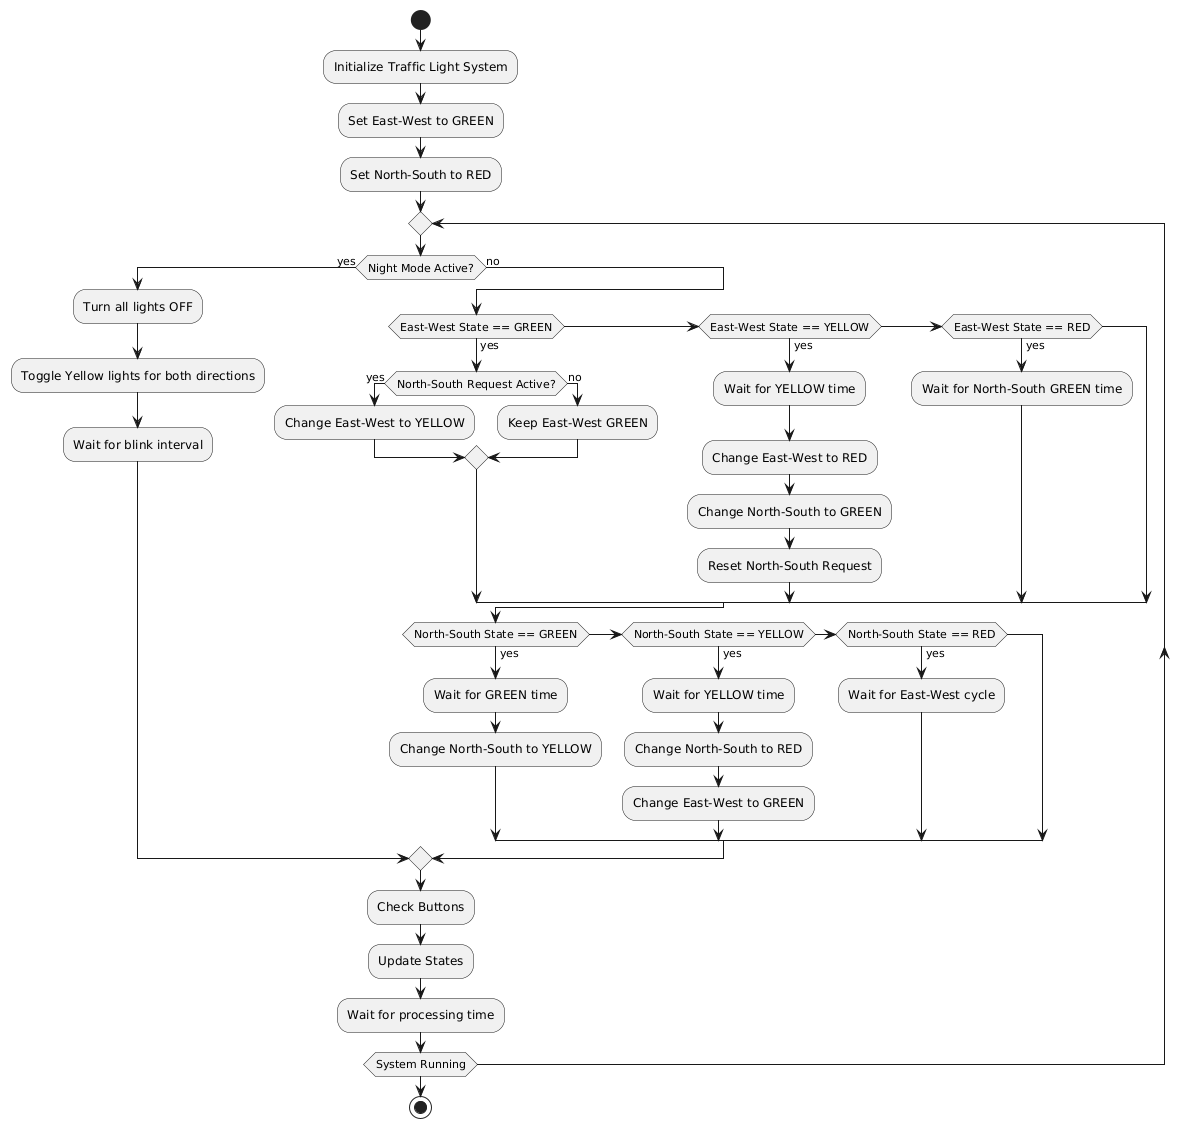 Initialize Traffic Light System
Set East-West to GREEN
Set North-South to RED
yes
Night Mode Active?
no
Turn all lights OFF
Toggle Yellow lights for both directions
Wait for blink interval
East-West State == GREEN
yes
North-South Request Active?
yes
no
Change East-West to YELLOW
Keep East-West GREEN
East-West State == YELLOW
yes
Wait for YELLOW time
Change East-West to RED
Change North-South to GREEN
Reset North-South Request
East-West State == RED
yes
Wait for North-South GREEN time
North-South State == GREEN
yes
Wait for GREEN time
Change North-South to YELLOW
North-South State == YELLOW
yes
Wait for YELLOW time
Change North-South to RED
Change East-West to GREEN
North-South State == RED
yes
Wait for East-West cycle
Check Buttons
Update States
Wait for processing time
System Running